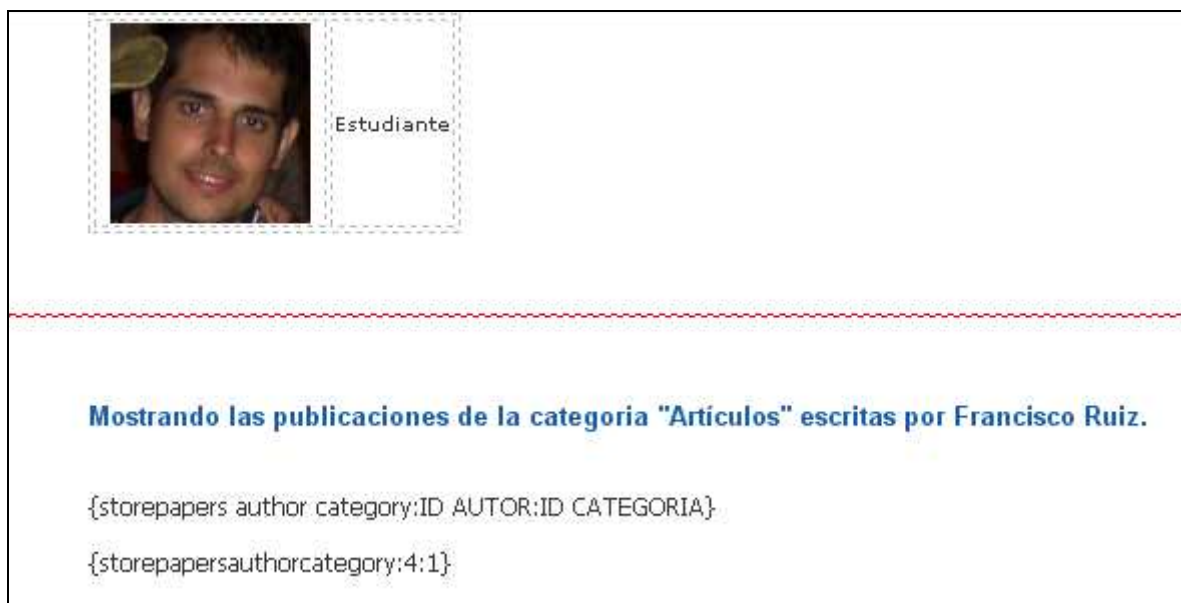 Estudiante
Mostrando las publicaciones de la categoria "Artículos" escritas por Francisco Ruiz.
{storepapers author category:ID AUTOR:ID CATEGORIA}
{storepapersauthorcategory:4:1}